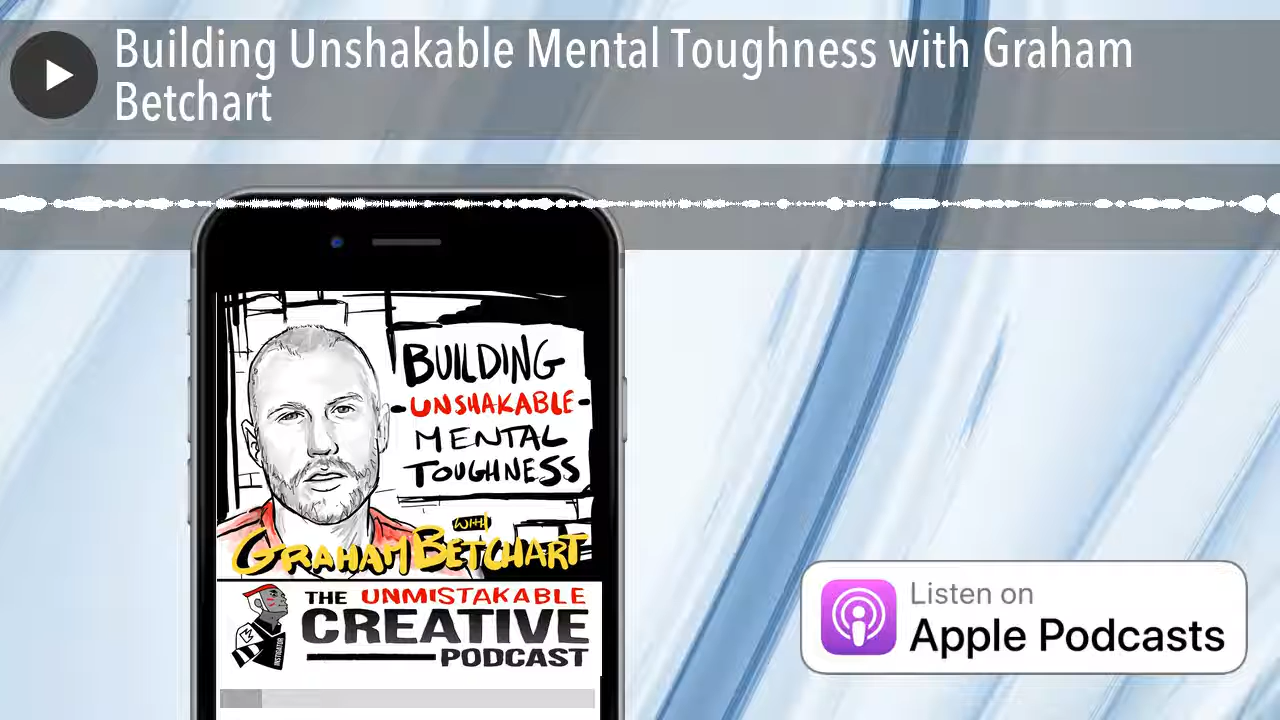 Building Unshakable Mental Toughness with Graham
Betchart
BUILDING
UNSHAKABLE
MENTAL
TOUGHNESS
WITH
GRAHAM BETCHART
THE UNMISTAKABLE
CREATIVE
PODCAST
INSTIGATOR
Listen on
Apple Podcasts